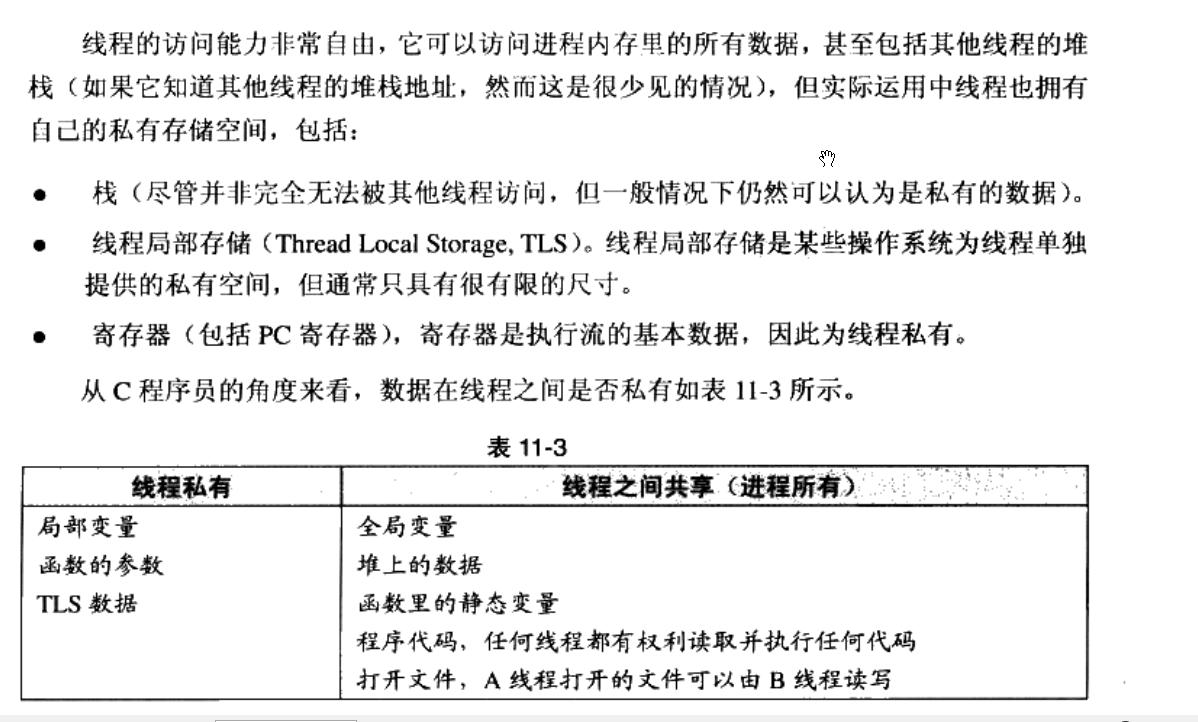 线程的访问能力非常自由，它可以访问进程内存里的所有数据，甚至包括其他线程的堆
栈（如果它知道其他线程的堆栈地址，然而这是很少见的情况），但实际运用中线程也拥有
自己的私有存储空间，包括：
● 栈（尽管并非完全无法被其他线程访问，但一般情况下仍然可以认为是私有的数据）。
● 线程局部存储（Thread Local Storage, TLS）。线程局部存储是某些操作系统为线程单独
提供的私有空间，但通常只具有很有限的尺寸。
● 寄存器（包括 PC 寄存器），寄存器是执行流的基本数据，因此为线程私有。
从 C 程序员的角度来看，数据在线程之间是否私有如表 11-3 所示。
表 11-3
线程私有 线程之间共享（进程所有）
局部变量 全局变量
函数的参数 堆上的数据
TLS 数据 函数里的静态变量
程序代码，任何线程都有权利读取并执行任何代码
打开文件，A 线程打开的文件可以由 B 线程读写